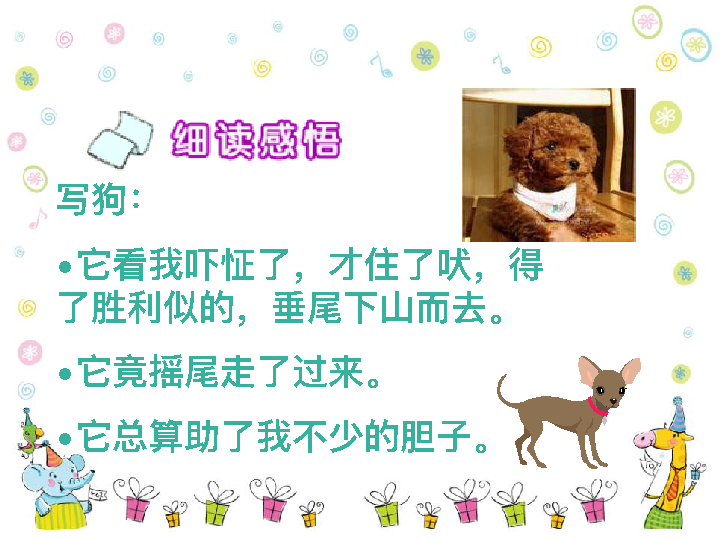 细读感悟
写狗：
•它看我吓怔了，才住了吠，得
了胜利似的，垂尾下山而去。
•它竟摇尾走了过来。
•它总算助了我不少的胆子。